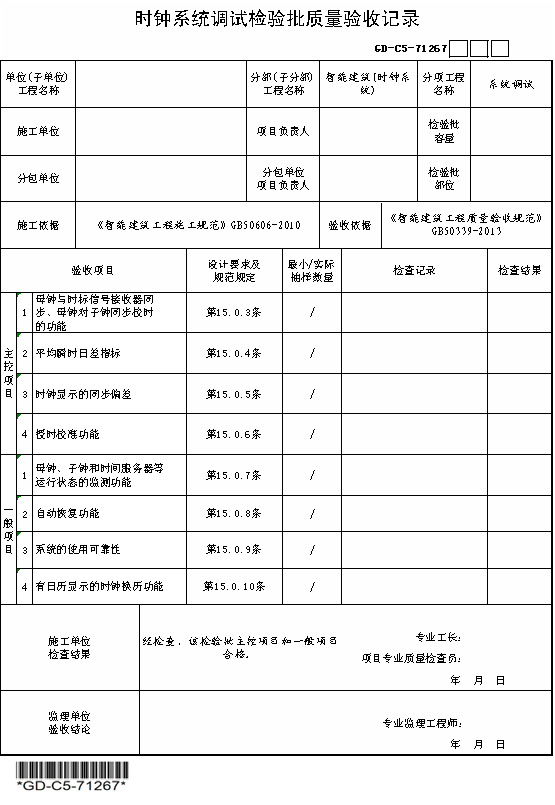 时钟系统调试检验批质量验收记录
GD-C5-71267
单位(子单位)
工程名称
分部(子分部)
工程名称
智能建筑(时钟系
统)
分项工程
名称
系统调试
施工单位
项目负责人
检验批
容量
分包单位
分包单位
项目负责人
检验批
部位
施工依据
《智能建筑工程施工规范》GB50606-2010
验收依据
《智能建筑工程质量验收规范》
GB50339-2013
验收项目
设计要求及
规范规定
最小/实际
抽样数量
检查记录
检查结果
主控项目
1
母钟与时标信号接收器同
步、母钟对子钟同步校时
的功能
第15.0.3条
/
2
平均瞬时日差指标
第15.0.4条
/
3
时钟显示的同步偏差
第15.0.5条
/
4
授时校准功能
第15.0.6条
/
一般项目
1
母钟、子钟和时间服务器等
运行状态的监测功能
第15.0.7条
/
2
自动恢复功能
第15.0.8条
/
3
系统的使用可靠性
第15.0.9条
/
4
有日历显示的时钟换历功能
第15.0.10条
/
施工单位
检查结果
经检查，该检验批主控项目和一般项目
合格。
专业工长：
项目专业质量检查员：
年 月 日
监理单位
验收结论
专业监理工程师：
年 月 日
*GD-C5-71267*